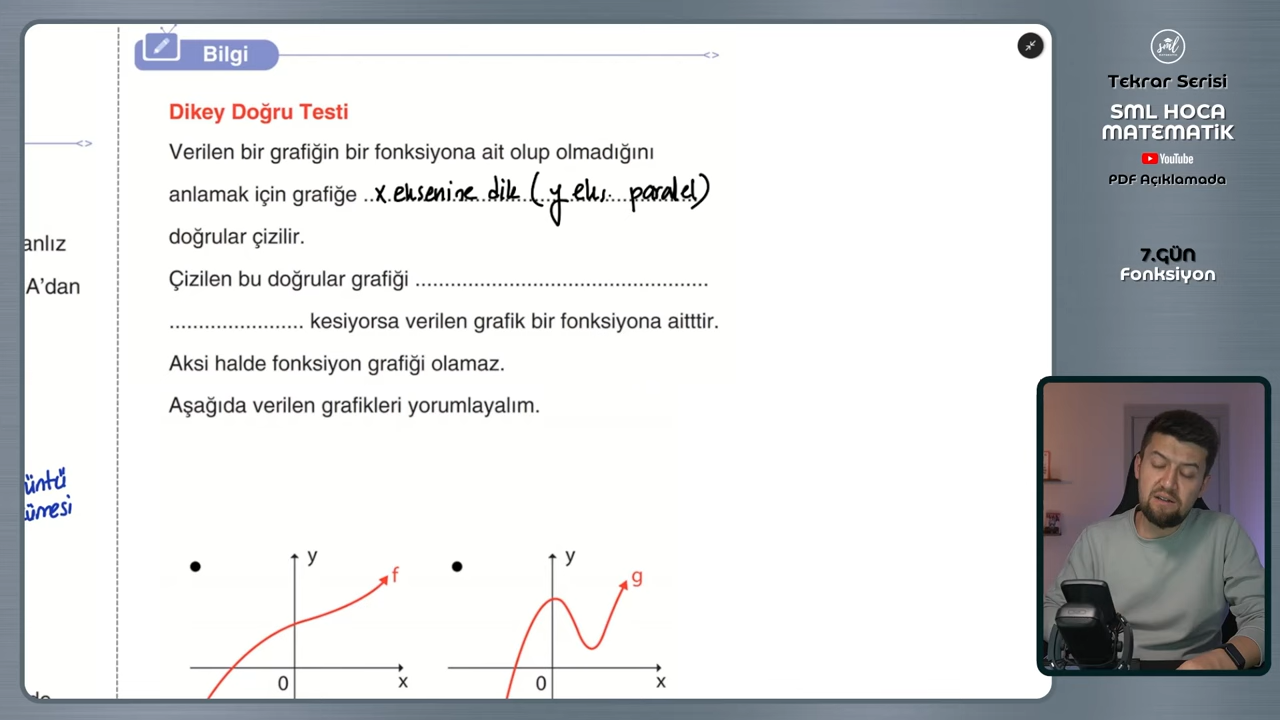 Bilgi
Dikey Doğru Testi
Verilen bir grafiğin bir fonksiyona ait olup olmadığını
anlamak için grafiğe ..x.eksenine dik (y eks. paralel)
doğrular çizilir.
Çizilen bu doğrular grafiği ..................................................
....................... kesiyorsa verilen grafik bir fonksiyona aitttir.
Aksi halde fonksiyon grafiği olamaz.
Aşağıda verilen grafikleri yorumlayalım.
y
f
0
x
y
g
0
x
anlız
A'dan
üntü
ümesi
sml
Tekrar Serisi
SML HOCA
MATEMATİK
YouTube
PDF Açıklamada
7.GÜN
Fonksiyon